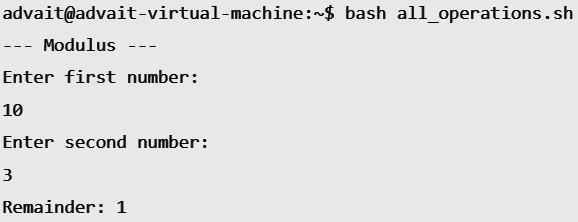 advait@advait-virtual-machine:~$ bash all_operations.sh
--- Modulus ---
Enter first number:
10
Enter second number:
3
Remainder: 1